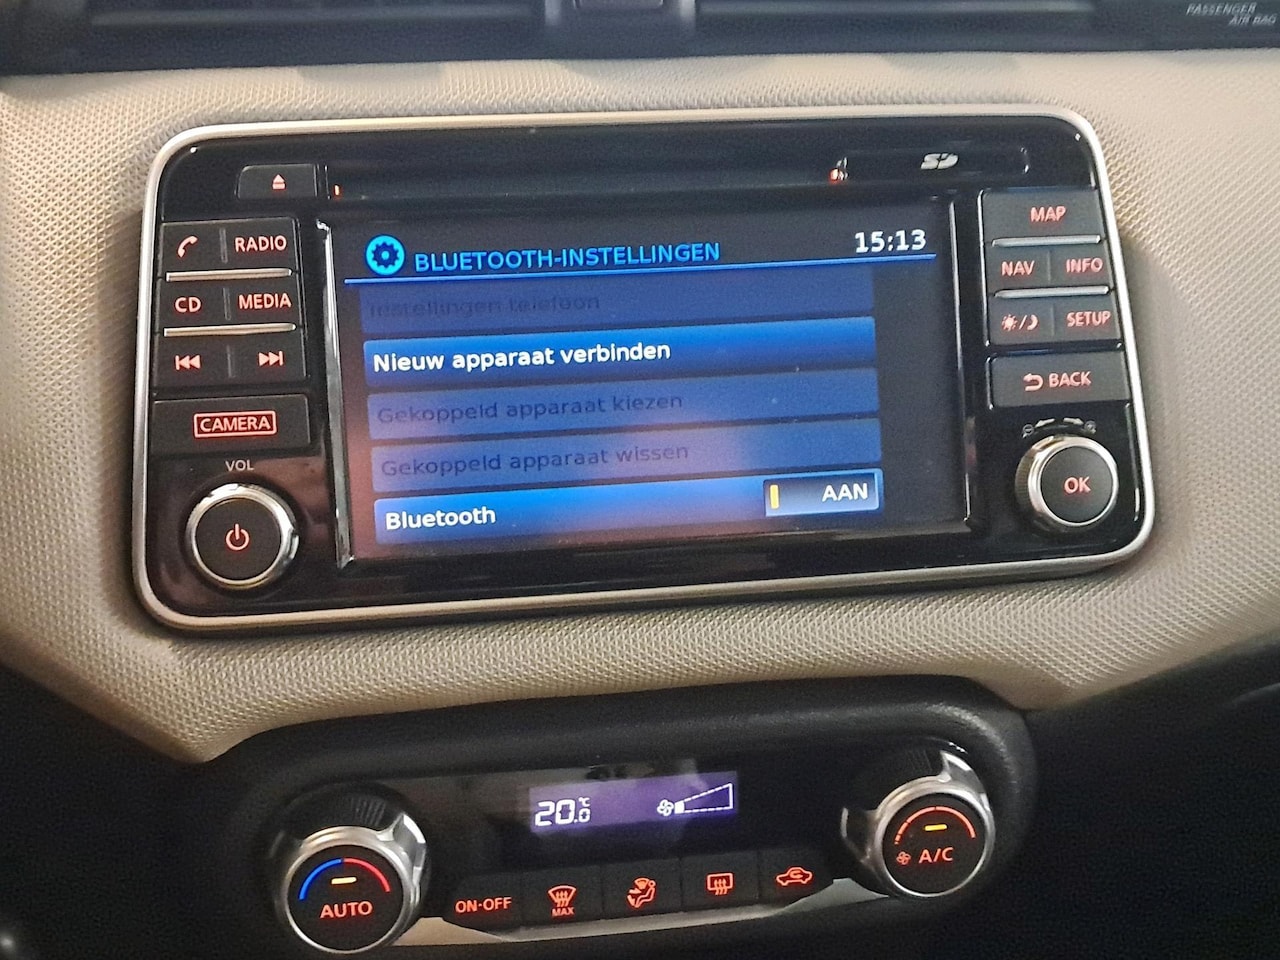 PASSENGER
AIR BAG
SD
RADIO
CD MEDIA
CAMERA
VOL
BLUETOOTH-INSTELLINGEN 15:13
Instellingen telefoon
Nieuw apparaat verbinden
Gekoppeld apparaat kiezen
Gekoppeld apparaat wissen
Bluetooth AAN
MAP
NAV INFO
SETUP
BACK
OK
20.0 °C
AUTO
ON-OFF
MAX
A/C